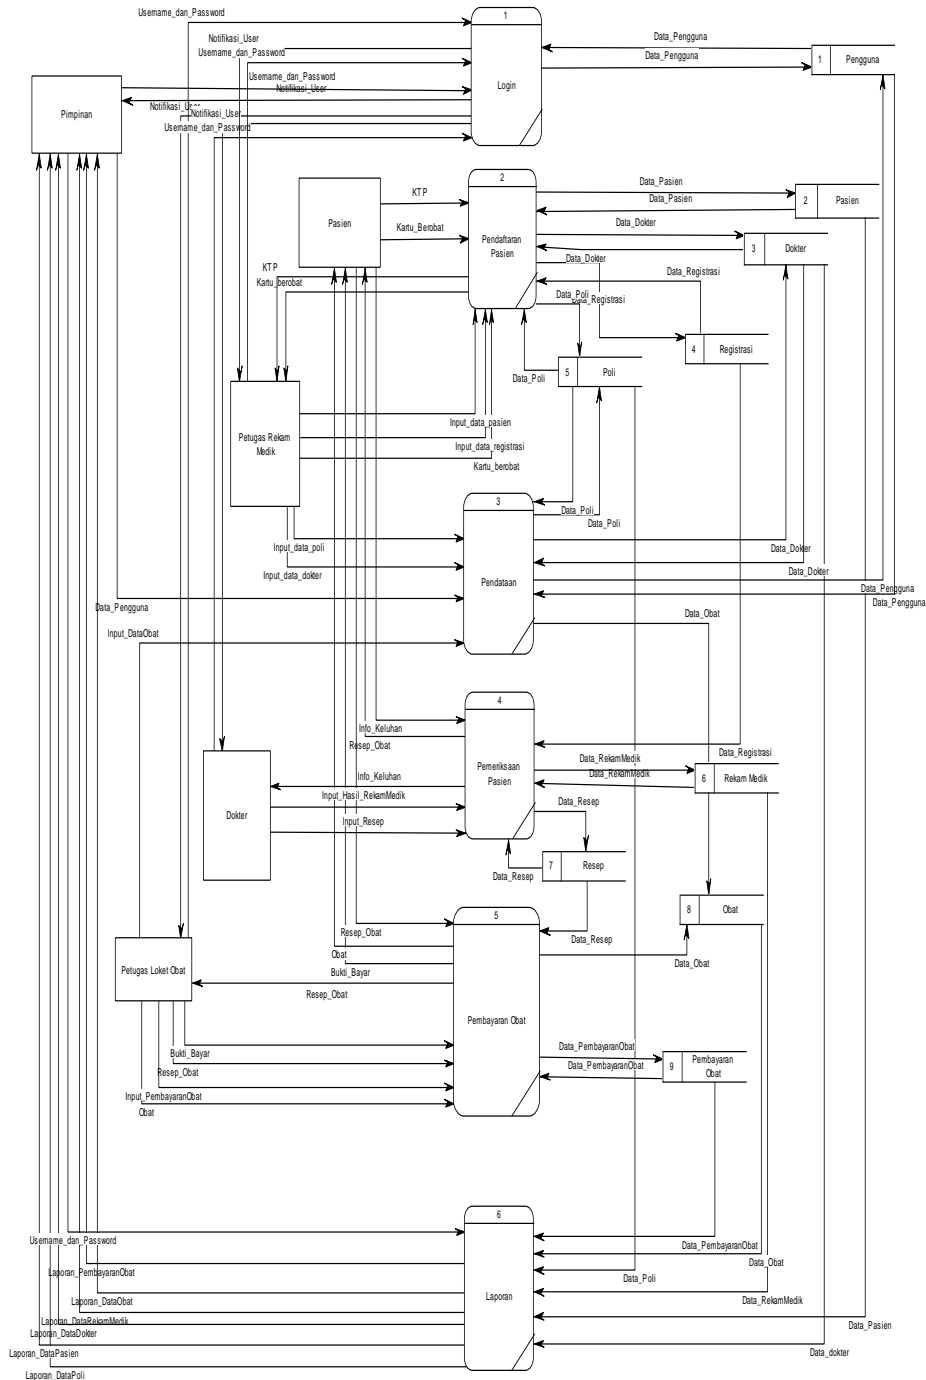 Username_dan_Password
1
Notifikasi_User
Username_dan_Password
Data_Pengguna
Data_Pengguna
1
Pengguna
Username_dan_Password
Notifikasi_User
Login
Pimpinan
Notifikasi_User
Notifikasi_User
Username_dan_Password
2
Pasien
KTP
Kartu_Berobat
Pendaftaran
Pasien
Data_Pasien
Data_Pasien
2
Pasien
Data_Dokter
3
Dokter
Data_Dokter
KTP
Kartu_berobat
Data_Registrasi
Data_Poli
Data_Registrasi
4
Registrasi
5
Poli
Data_Poli
Petugas Rekam
Medik
Input_data_pasien
Input_data_registrasi
Kartu_berobat
3
Data_Poli
Data_Poli
Input_data_poli
Input_data_dokter
Data_Dokter
Data_Dokter
Pendataan
Data_Pengguna
Data_Pengguna
Data_Pengguna
Data_Obat
Input_DataObat
4
Info_Keluhan
Resep_Obat
Data_Registrasi
Pemeriksaan
Pasien
Data_RekamMedik
Data_RekamMedik
6
Rekam Medik
Info_Keluhan
Input_Hasil_RekamMedik
Input_Resep
Dokter
Data_Resep
7
Resep
Data_Resep
8
Obat
5
Resep_Obat
Obat
Data_Resep
Data_Obat
Petugas Loket Obat
Bukti_Bayar
Resep_Obat
Pembayaran Obat
Bukti_Bayar
Resep_Obat
Input_PembayaranObat
Obat
Data_PembayaranObat
Data_PembayaranObat
9
Pembayaran
Obat
6
Username_dan_Password
Data_PembayaranObat
Data_Obat
Laporan_PembayaranObat
Data_Poli
Laporan_DataObat
Laporan
Data_RekamMedik
Laporan_DataRekamMedik
Laporan_DataDokter
Data_Pasien
Laporan_DataPasien
Data_dokter
Laporan_DataPoli